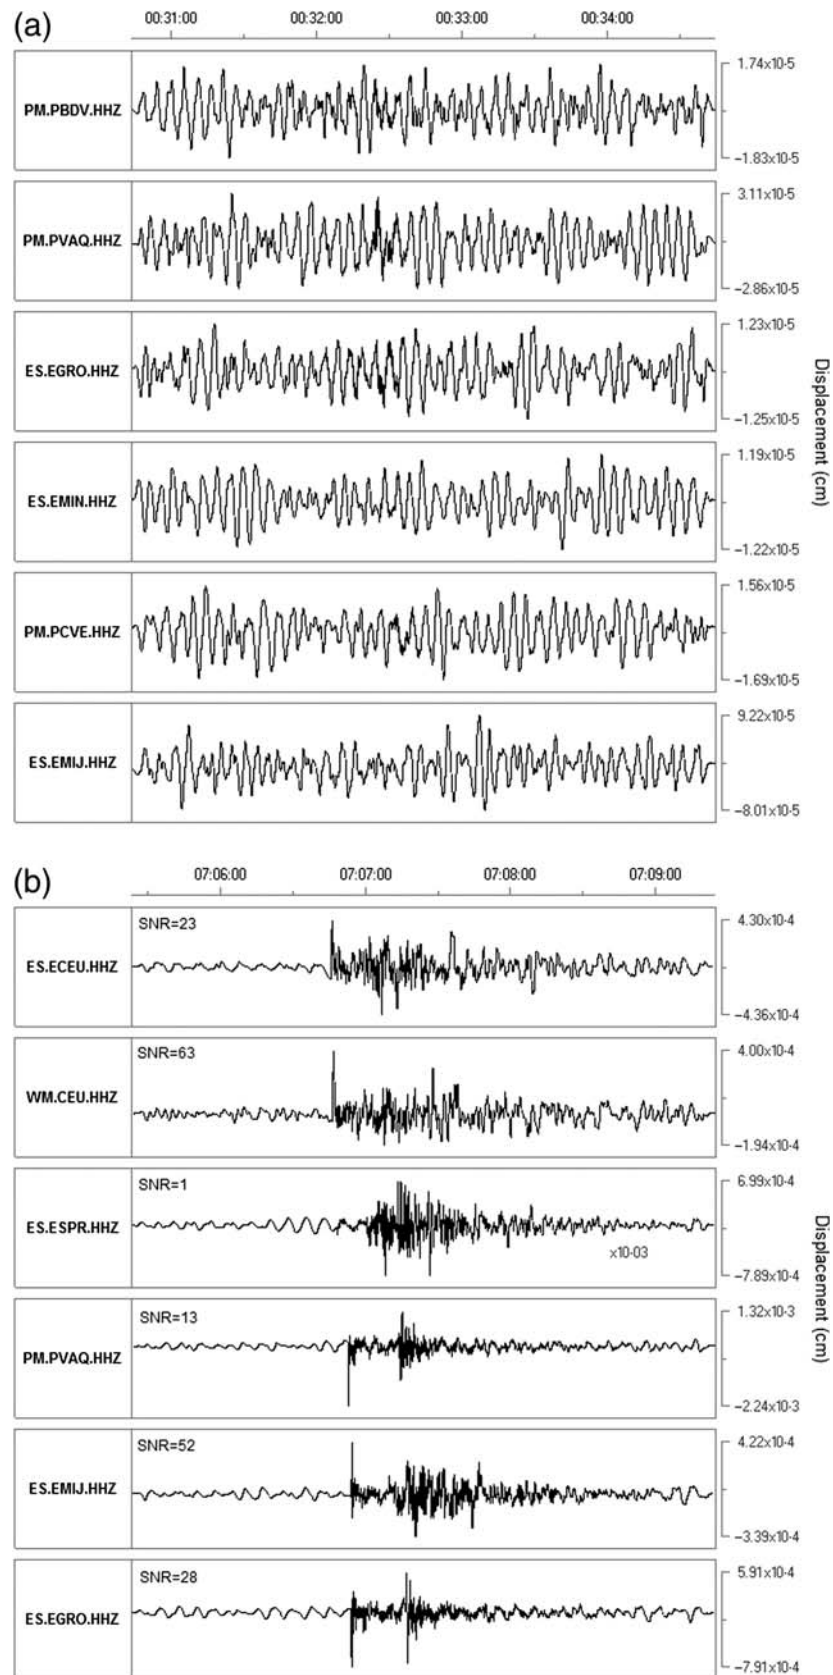 (a)
00:31:00 00:32:00 00:33:00 00:34:00
PM.PBDV.HHZ
1.74x10-5
−1.83x10-5
PM.PVAQ.HHZ
3.11x10-5
−2.86x10-5
ES.EGRO.HHZ
1.23x10-5
−1.25x10-5
ES.EMIN.HHZ
1.19x10-5
−1.22x10-5
PM.PCVE.HHZ
1.56x10-5
−1.69x10-5
ES.EMIJ.HHZ
9.22x10-5
−8.01x10-5
Displacement (cm)
(b)
07:06:00 07:07:00 07:08:00 07:09:00
SNR=23
ES.ECEU.HHZ
4.30x10-4
−4.36x10-4
SNR=63
WM.CEU.HHZ
4.00x10-4
−1.94x10-4
SNR=1
ES.ESPR.HHZ
6.99x10-4
x10-03
−7.89x10-4
SNR=13
PM.PVAQ.HHZ
1.32x10-3
−2.24x10-3
SNR=52
ES.EMIJ.HHZ
4.22x10-4
−3.39x10-4
SNR=28
ES.EGRO.HHZ
5.91x10-4
−7.91x10-4
Displacement (cm)